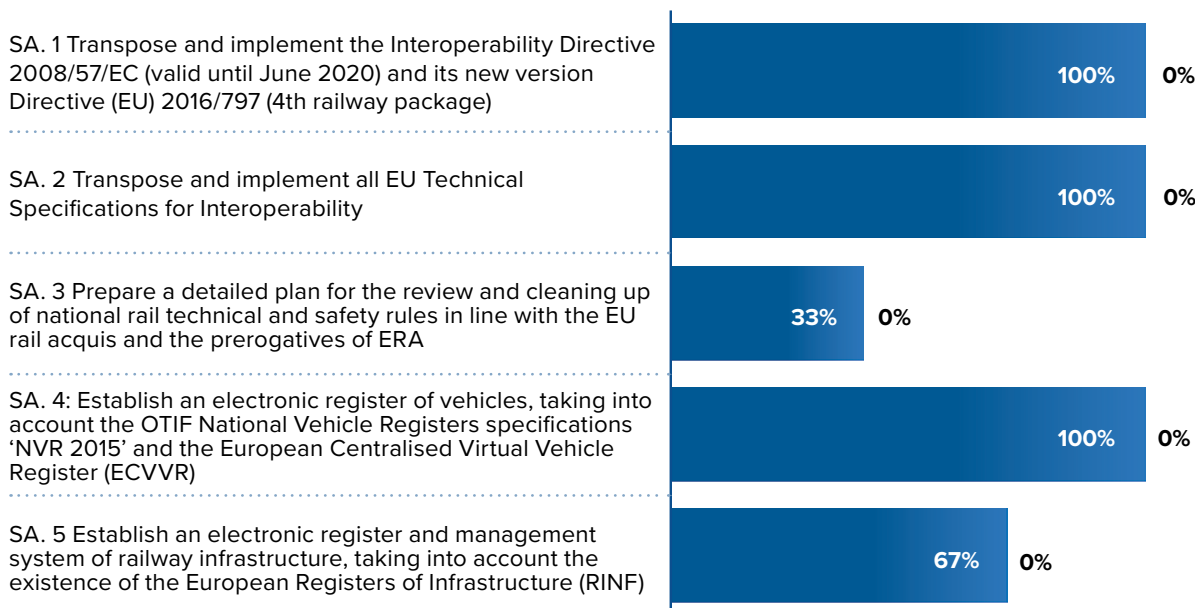 SA. 1 Transpose and implement the Interoperability Directive
2008/57/EC (valid until June 2020) and its new version
Directive (EU) 2016/797 (4th railway package)
100% 0%
SA. 2 Transpose and implement all EU Technical
Specifications for Interoperability
100% 0%
SA. 3 Prepare a detailed plan for the review and cleaning up
of national rail technical and safety rules in line with the EU
rail acquis and the prerogatives of ERA
33% 0%
SA. 4: Establish an electronic register of vehicles, taking into
account the OTIF National Vehicle Registers specifications
‘NVR 2015’ and the European Centralised Virtual Vehicle
Register (ECVVR)
100% 0%
SA. 5 Establish an electronic register and management
system of railway infrastructure, taking into account the
existence of the European Registers of Infrastructure (RINF)
67% 0%